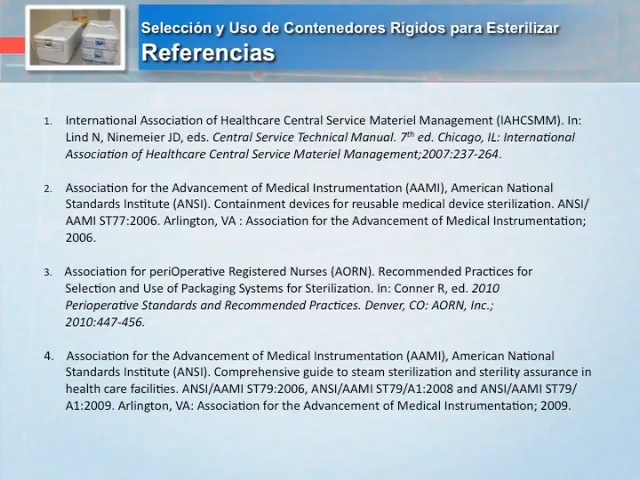 Selección y Uso de Contenedores Rígidos para Esterilizar
Referencias
1. International Association of Healthcare Central Service Materiel Management (IAHCSMM). In:
Lind N, Ninemeier JD, eds. Central Service Technical Manual. 7th ed. Chicago, IL: International
Association of Healthcare Central Service Materiel Management;2007:237-264.
2. Association for the Advancement of Medical Instrumentation (AAMI), American National
Standards Institute (ANSI). Containment devices for reusable medical device sterilization. ANSI/
AAMI ST77:2006. Arlington, VA : Association for the Advancement of Medical Instrumentation;
2006.
3. Association for periOperative Registered Nurses (AORN). Recommended Practices for
Selection and Use of Packaging Systems for Sterilization. In: Conner R, ed. 2010
Perioperative Standards and Recommended Practices. Denver, CO: AORN, Inc.;
2010:447-456.
4. Association for the Advancement of Medical Instrumentation (AAMI), American National
Standards Institute (ANSI). Comprehensive guide to steam sterilization and sterility assurance in
health care facilities. ANSI/AAMI ST79:2006, ANSI/AAMI ST79/A1:2008 and ANSI/AAMI ST79/
A1:2009. Arlington, VA: Association for the Advancement of Medical Instrumentation; 2009.